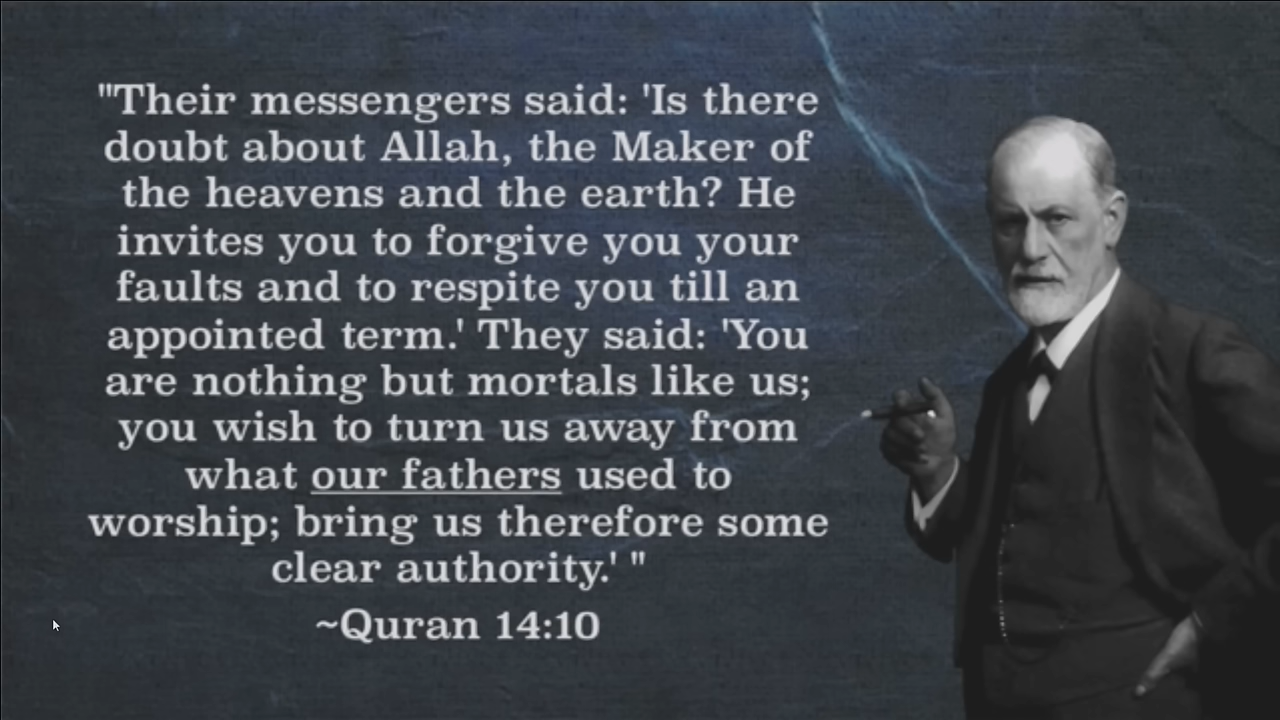 "Their messengers said: 'Is there
doubt about Allah, the Maker of
the heavens and the earth? He
invites you to forgive you your
faults and to respite you till an
appointed term.' They said: 'You
are nothing but mortals like us;
you wish to turn us away from
what our fathers used to
worship; bring us therefore some
clear authority.' "
~Quran 14:10